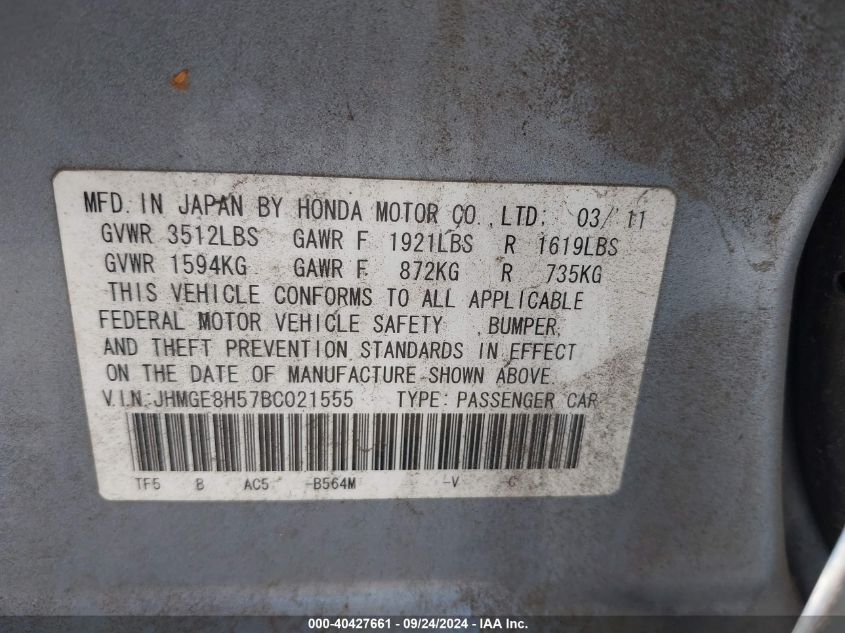 MFD. IN JAPAN BY HONDA MOTOR CO., LTD; 03/11
GVWR 3512LBS GAWR F 1921LBS R 1619LBS
GVWR 1594KG GAWR F 872KG R 735KG
THIS VEHICLE CONFORMS TO ALL APPLICABLE
FEDERAL MOTOR VEHICLE SAFETY, BUMPER,
AND THEFT PREVENTION STANDARDS IN EFFECT
ON THE DATE OF MANUFACTURE SHOWN ABOVE.
V.I.N:JHMGE8H57BC021555 TYPE: PASSENGER CAR
TF5 B AC5 -B564M -V C
000-40427661 - 09/24/2024 - IAA Inc.